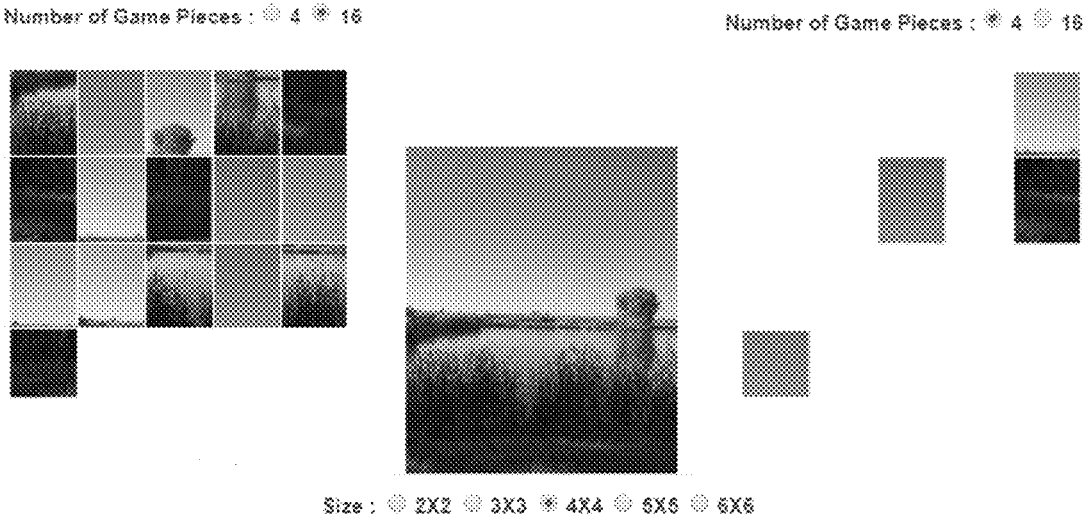 Number of Game Pieces : 4 16
Number of Game Pieces : 4 16
Size : 2X2 3X3 4X4 5X5 6X6